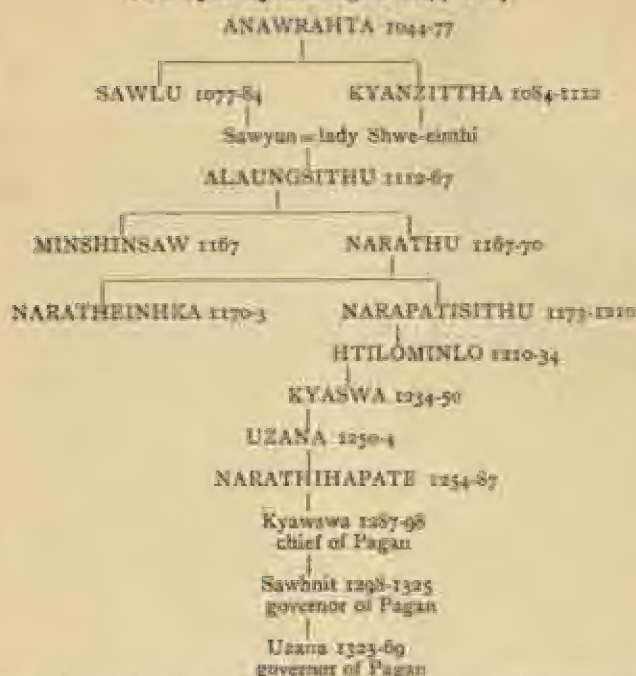 ANAWRAHTA 1044-77
SAWLU 1077-84 KYANZITTHA 1084-1112
Sawyun=lady Shwe-einthi
ALAUNGSITHU 1112-67
MINSHINSAW 1167 NARATHU 1167-70
NARATHEINHKA 1170-3 NARAPATISITHU 1173-1210
HTILOMINLO 1210-34
KYASWA 1234-50
UZANA 1250-4
NARATHIHAPATE 1254-87
Kyawswa 1287-98
chief of Pagan
Sawhnit 1298-1325
governor of Pagan
Uzana 1325-69
governor of Pagan